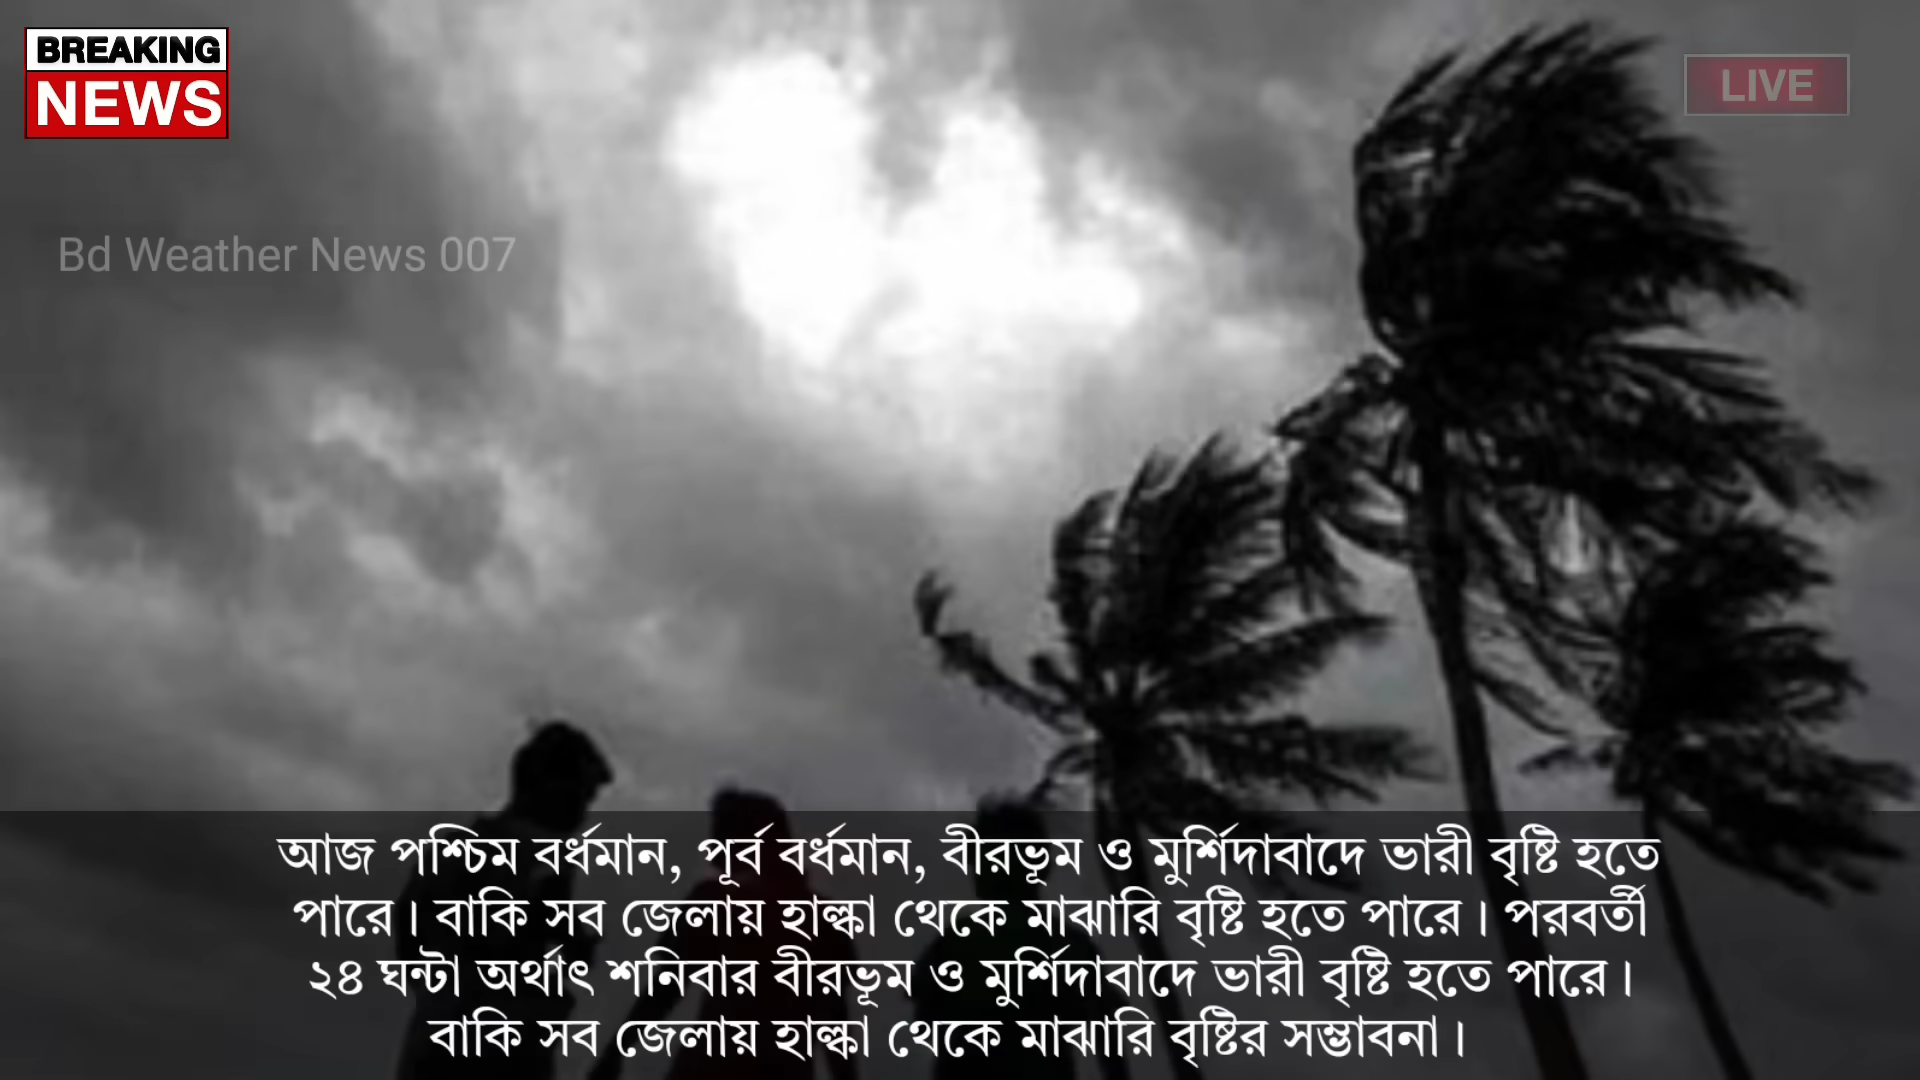 BREAKING
NEWS
LIVE
Bd Weather News 007
আজ পশ্চিম বর্ধমান, পূর্ব বর্ধমান, বীরভূম ও মুর্শিদাবাদে ভারী বৃষ্টি হতে
পারে। বাকি সব জেলায় হাল্কা থেকে মাঝারি বৃষ্টি হতে পারে। পরবর্তী
২৪ ঘন্টা অর্থাৎ শনিবার বীরভূম ও মুর্শিদাবাদে ভারী বৃষ্টি হতে পারে।
বাকি সব জেলায় হাল্কা থেকে মাঝারি বৃষ্টির সম্ভাবনা।